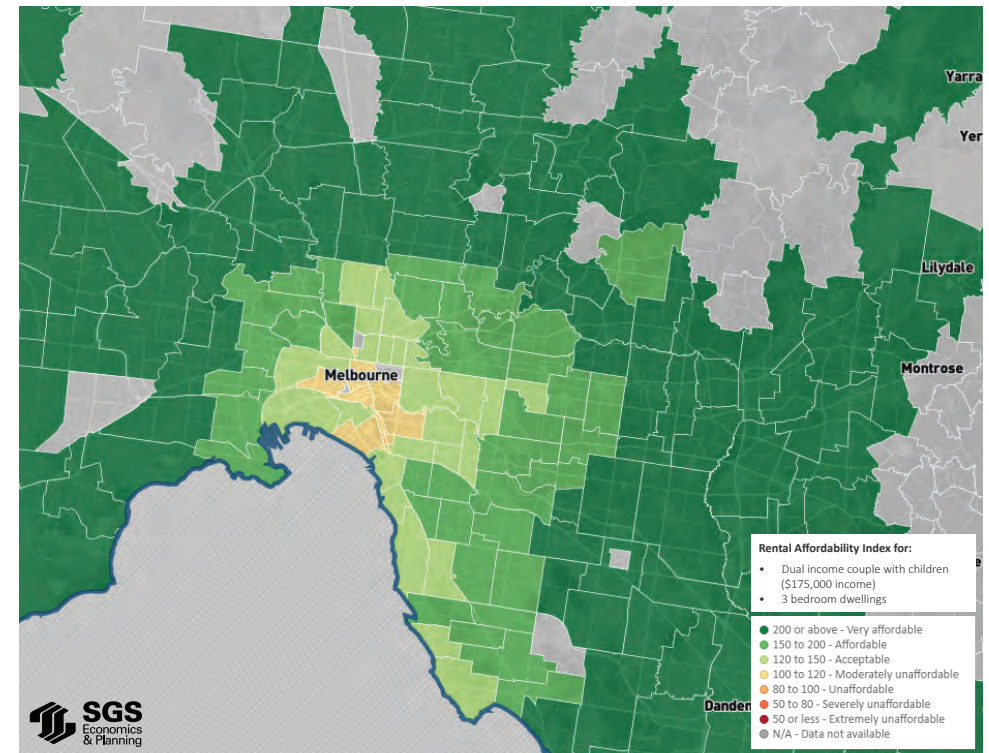 Yarra
Yer
Lilydale
Montrose
Melbourne
Rental Affordability Index for:
• Dual income couple with children
($175,000 income)
• 3 bedroom dwellings
e
200 or above - Very affordable
150 to 200 - Affordable
120 to 150 - Acceptable
100 to 120 - Moderately unaffordable
80 to 100 - Unaffordable
50 to 80 - Severely unaffordable
50 or less - Extremely unaffordable
N/A - Data not available
Danden
SGS
Economics
& Planning